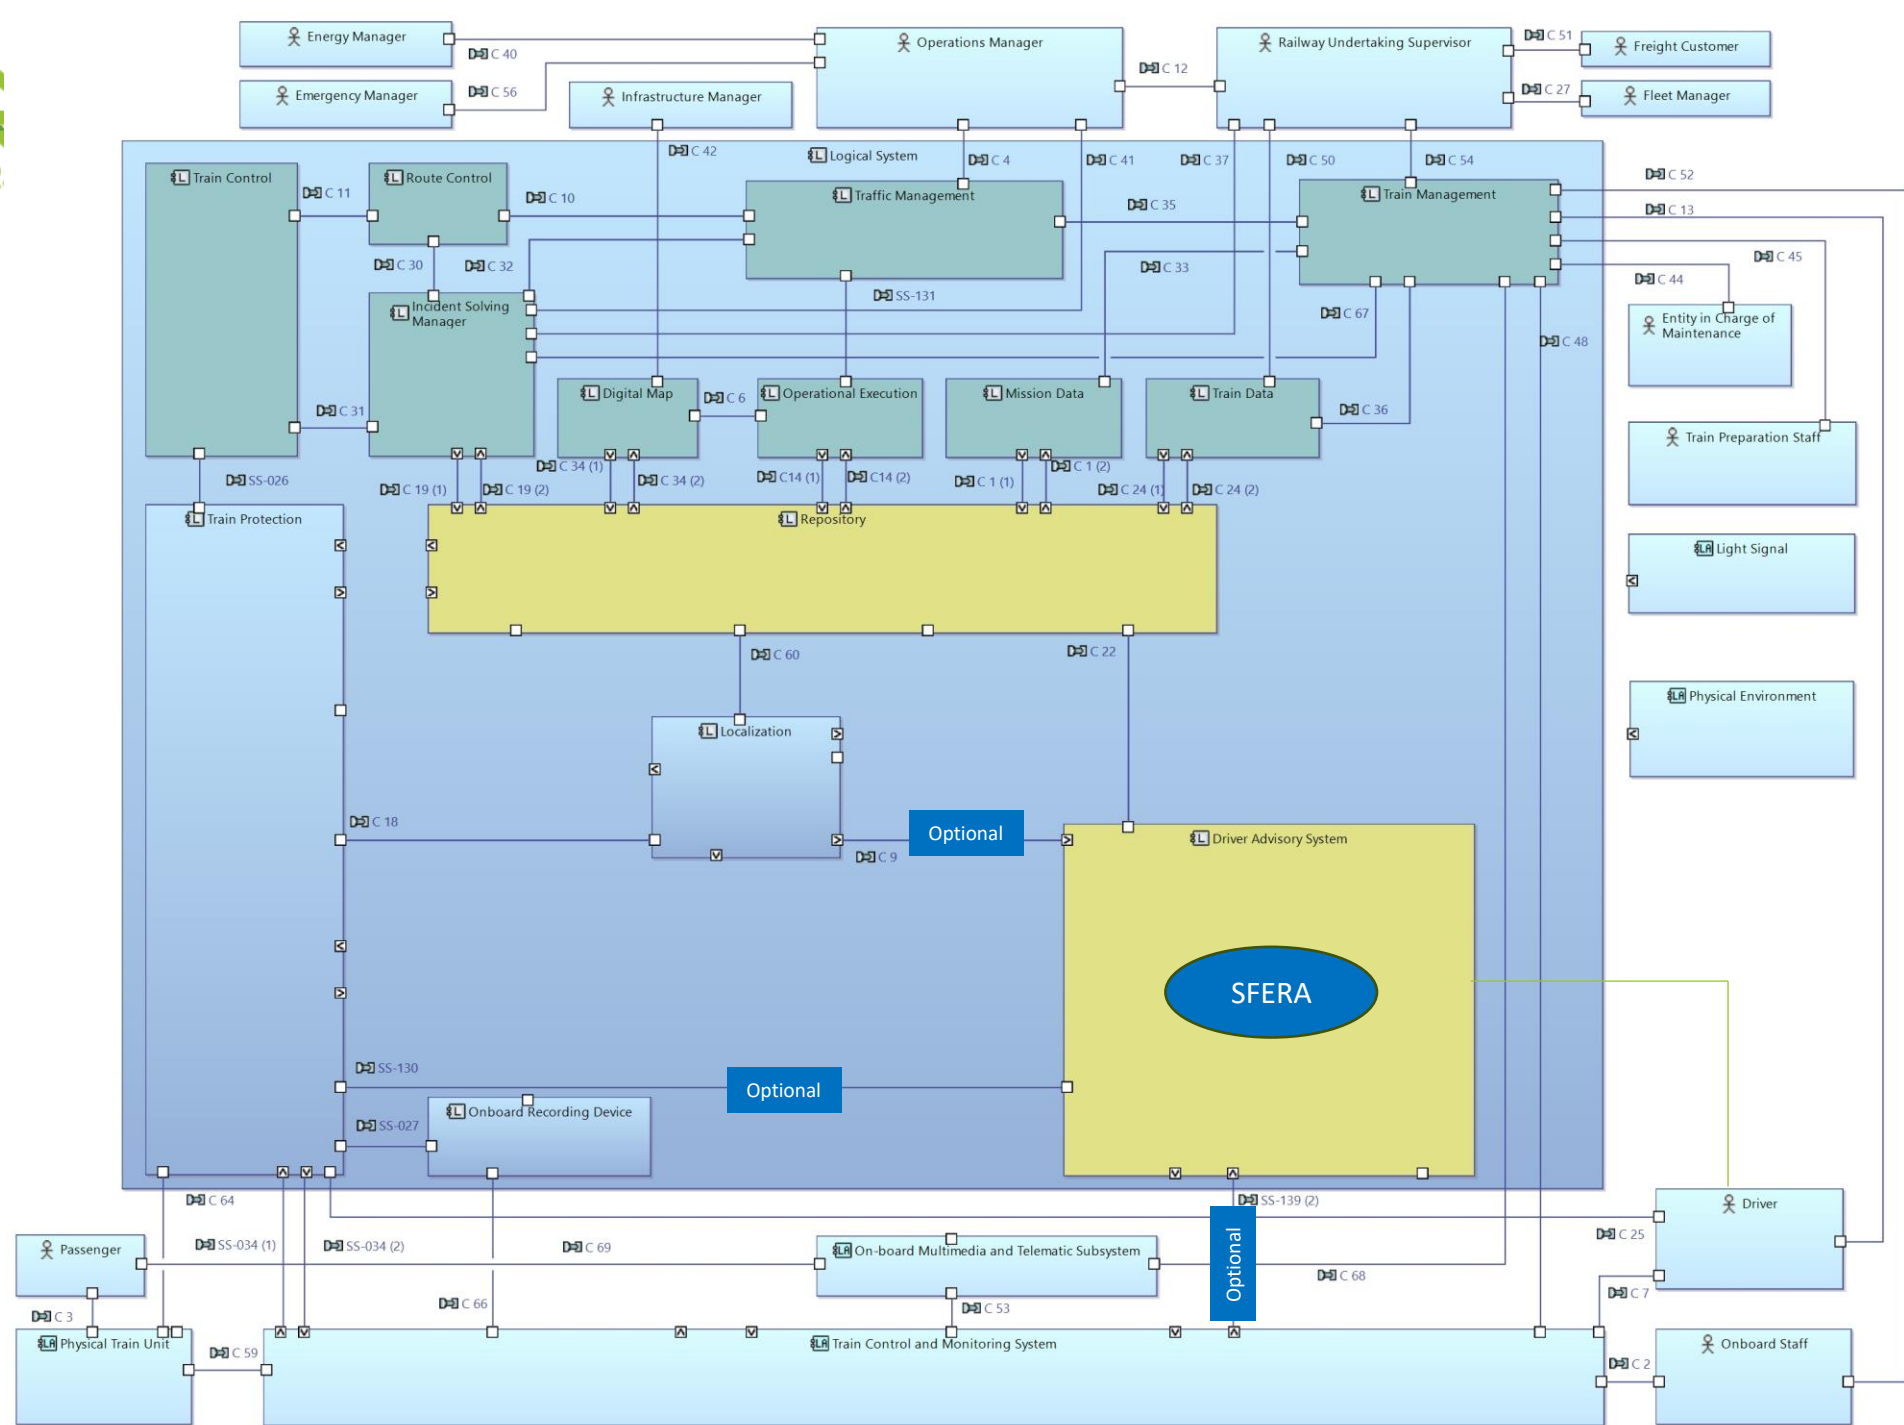 Energy Manager
C 40
Operations Manager
Railway Undertaking Supervisor
C 51
Freight Customer
C 12
Emergency Manager
C 56
Infrastructure Manager
C 27
Fleet Manager
C 42
Logical System
C 4
C 41
C 37
C 50
C 54
C 52
Train Control
C 11
Route Control
C 10
Traffic Management
C 35
Train Management
C 13
C 30
C 32
C 33
C 45
C 44
SS-131
Incident Solving
Manager
C 67
C 48
Entity in Charge of
Maintenance
C 31
Digital Map
C 6
Operational Execution
Mission Data
Train Data
C 36
Train Preparation Staff
SS-026
C 19 (1)
C 19 (2)
C 34 (1)
C 34 (2)
C14 (1)
C14 (2)
C 1 (1)
C 1 (2)
C 24 (1)
C 24 (2)
Train Protection
Repository
Light Signal
C 60
C 22
Physical Environment
Localization
C 18
C 9
Optional
Driver Advisory System
SFERA
SS-130
Optional
Onboard Recording Device
SS-027
C 64
SS-139 (2)
Driver
Passenger
SS-034 (1)
SS-034 (2)
C 69
On-board Multimedia and Telematic Subsystem
Optional
C 68
C 25
C 3
C 66
C 53
C 7
Physical Train Unit
C 59
Train Control and Monitoring System
C 2
Onboard Staff